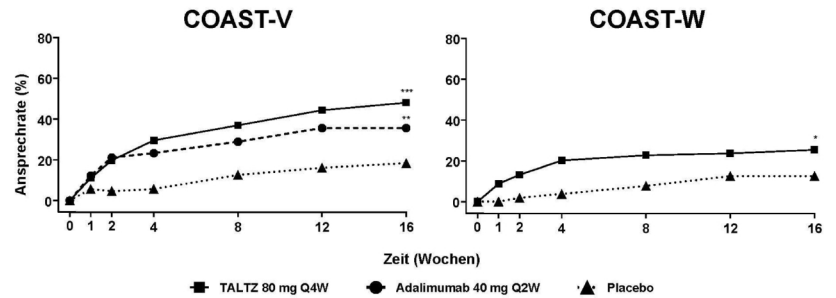 COAST-V
COAST-W
Ansprechrate (%)
80
60
40
20
0
***
**
0 1 2 4 8 12 16
80
60
40
20
0
*
0 1 2 4 8 12 16
Zeit (Wochen)
TALTZ 80 mg Q4W
Adalimumab 40 mg Q2W
Placebo